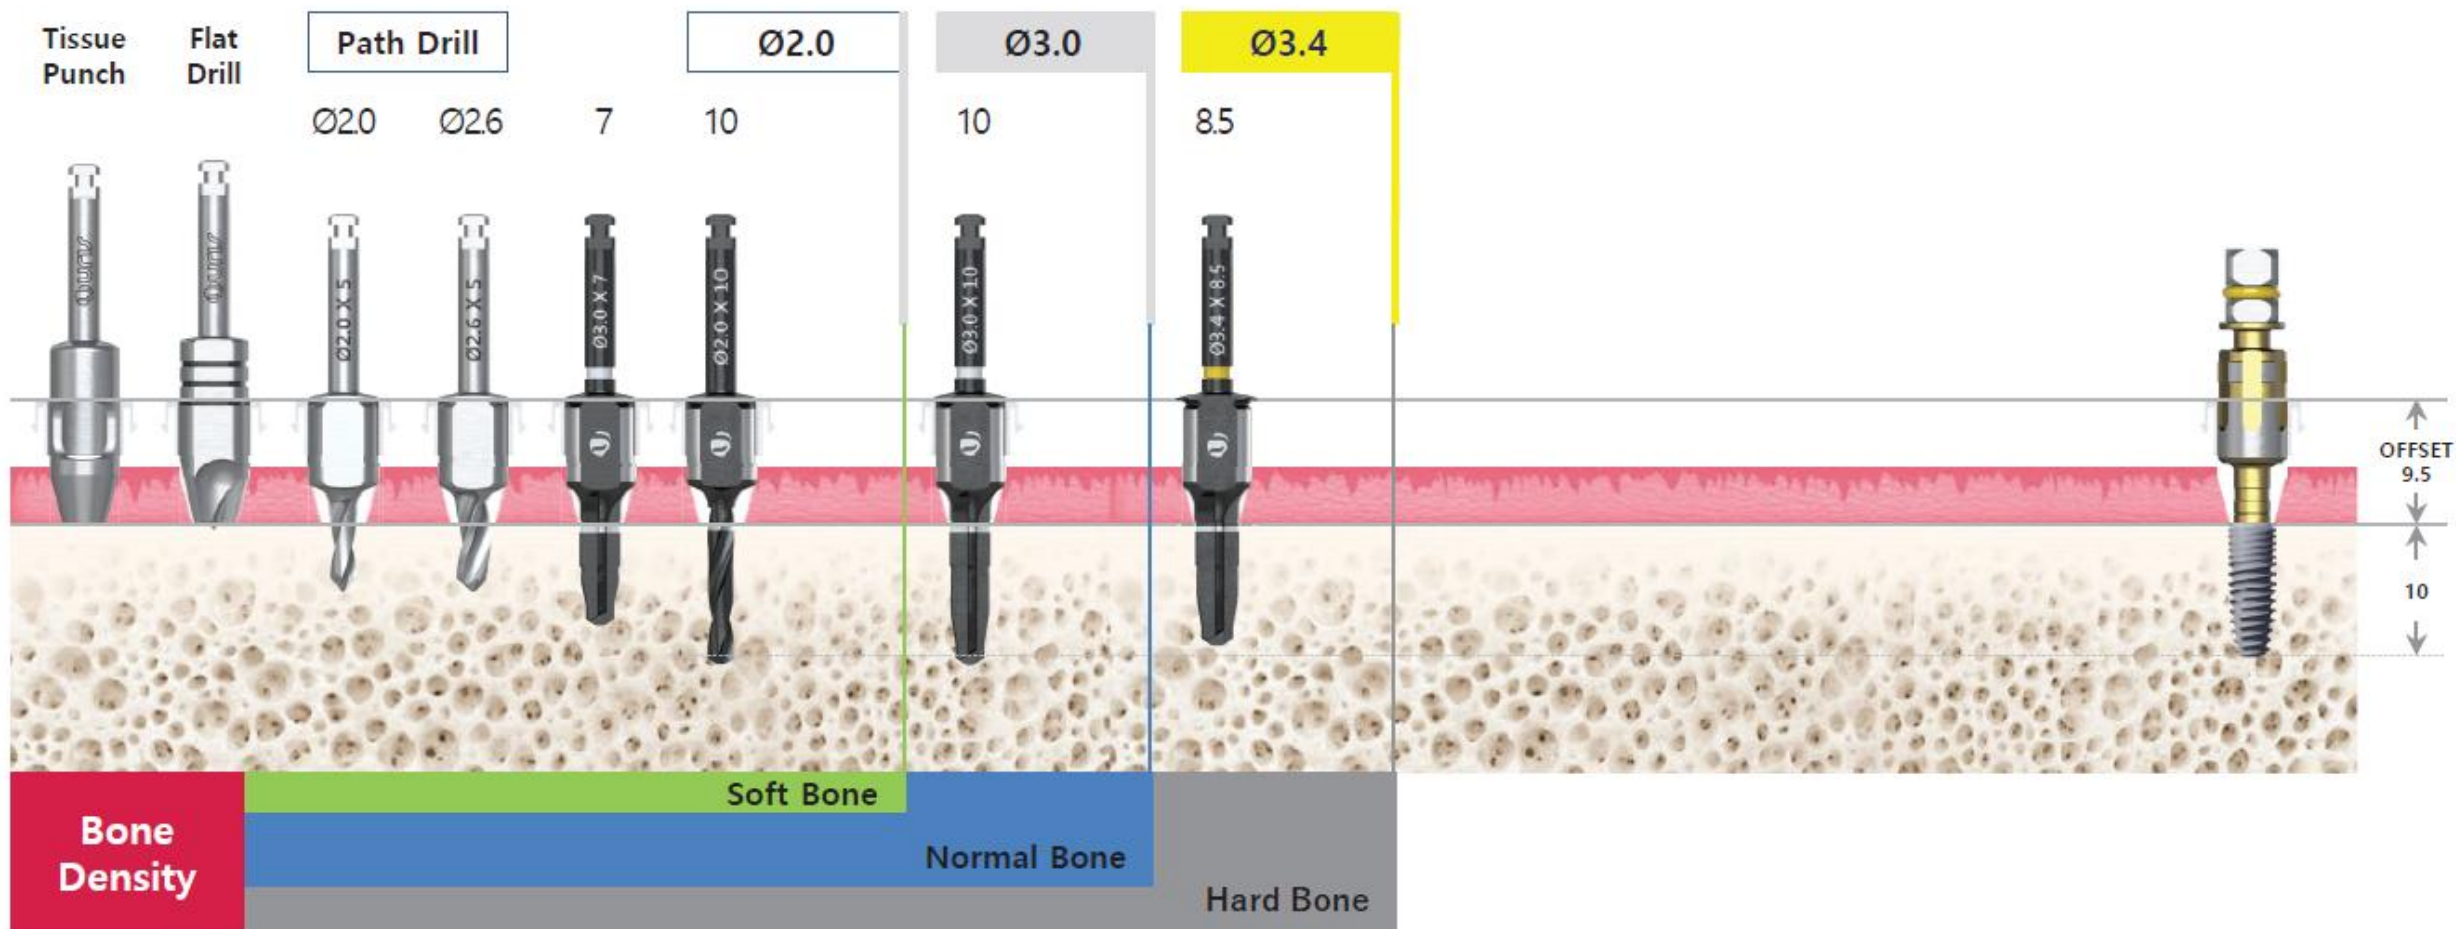 Tissue
Punch
Flat
Drill
Path Drill
Ø2.0
Ø3.0
Ø3.4
Ø2.0
Ø2.6
7
10
10
8.5
Ø2.0 X 5
Ø2.6 X 5
Ø3.0 X 7
Ø2.0 X 10
Ø3.0 X 10
Ø3.4 X 8.5
OFFSET
9.5
10
Soft Bone
Normal Bone
Hard Bone
Bone
Density